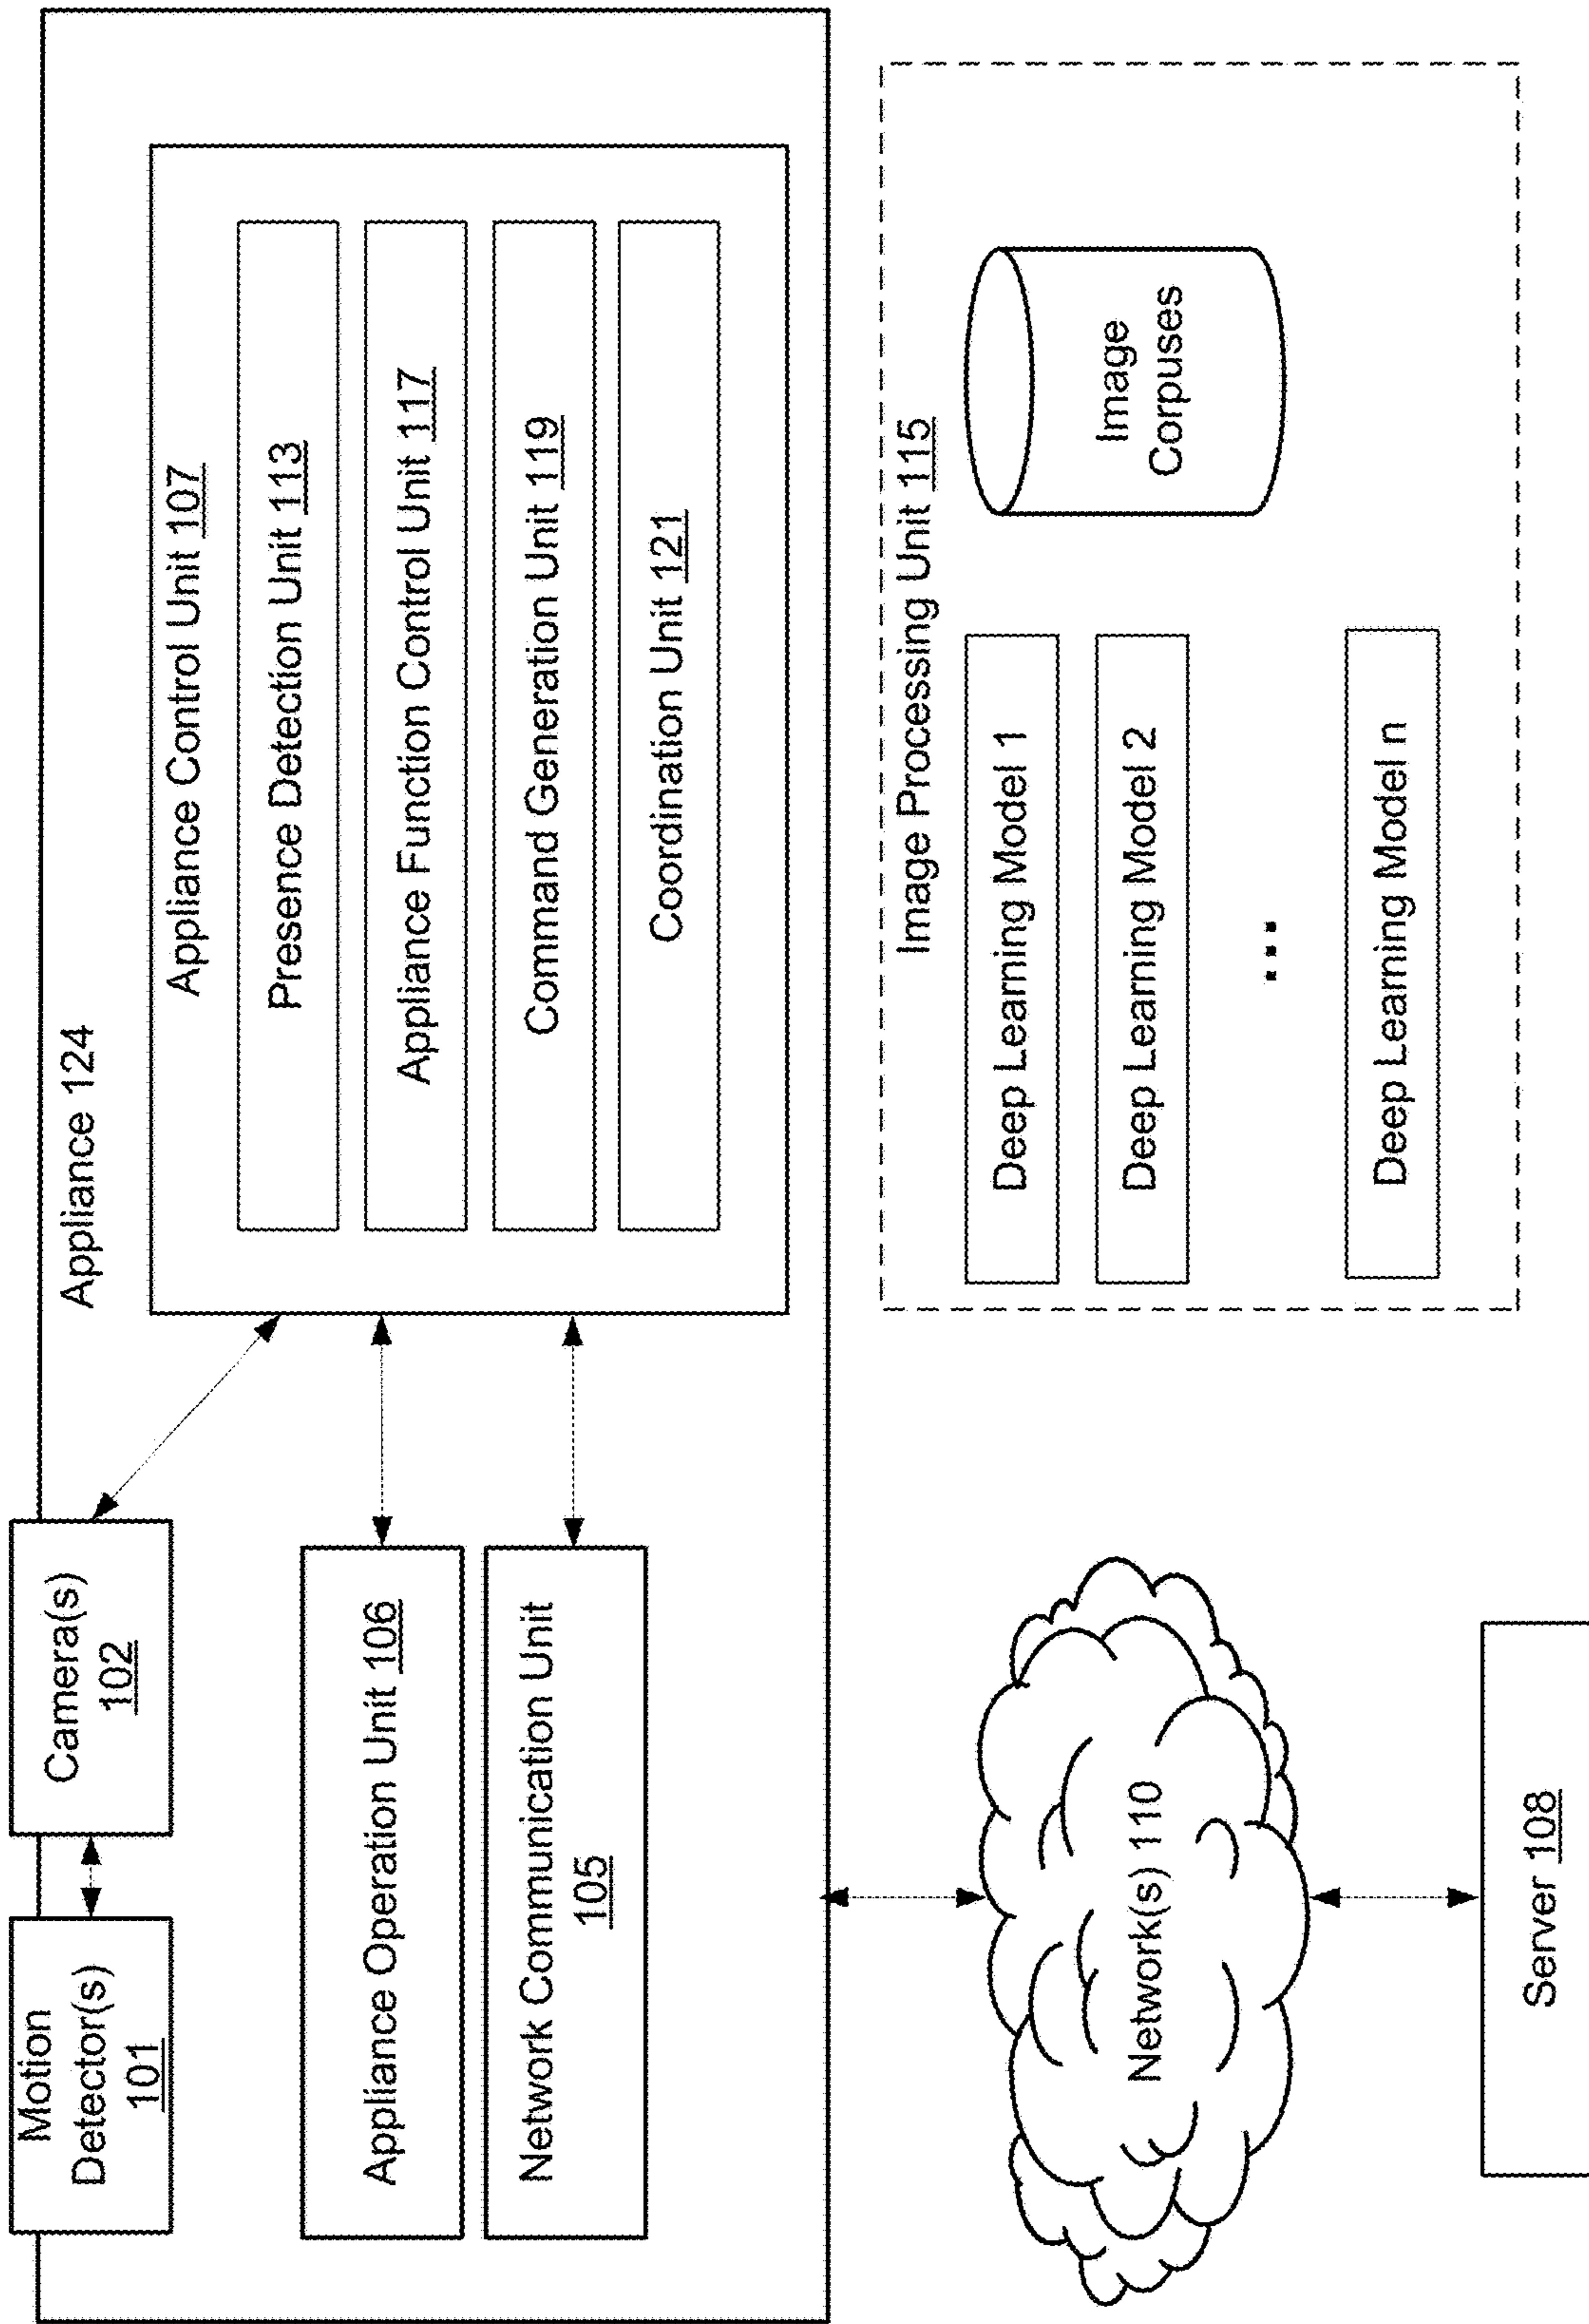 Motion
Detector(s)
101
Camera(s)
102
Appliance 124
Appliance Operation Unit 106
Network Communication Unit
105
Appliance Control Unit 107
Presence Detection Unit 113
Appliance Function Control Unit 117
Command Generation Unit 119
Coordination Unit 121
Network(s) 110
Server 108
Image Processing Unit 115
Deep Learning Model 1
Deep Learning Model 2
...
Deep Learning Model n
Image
Corpuses